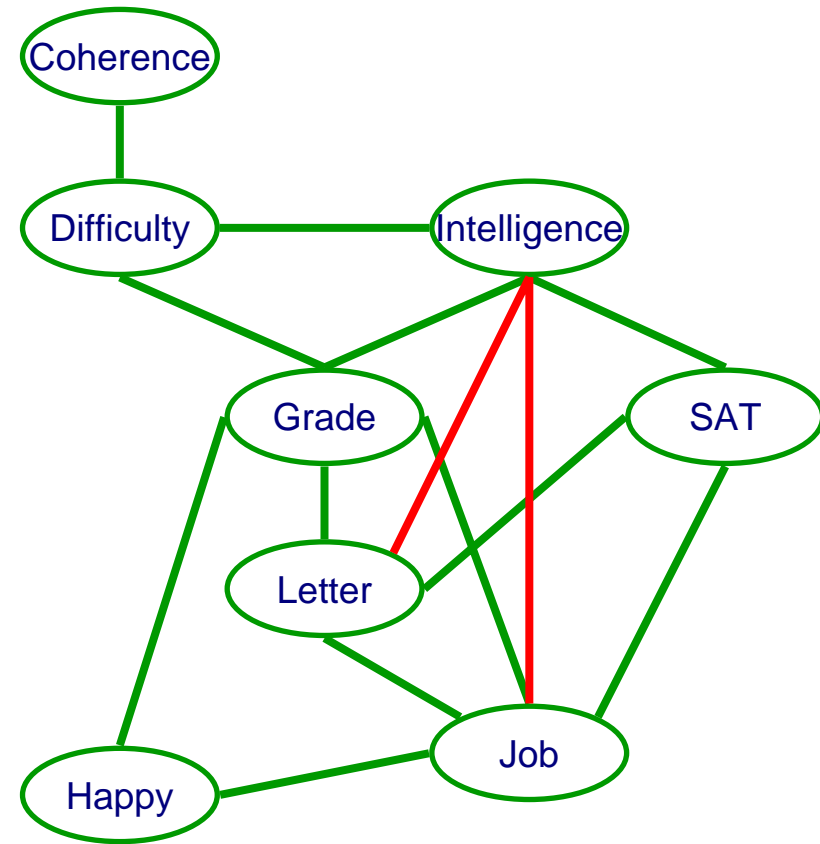 Coherence
Difficulty
Intelligence
Grade
SAT
Letter
Job
Happy